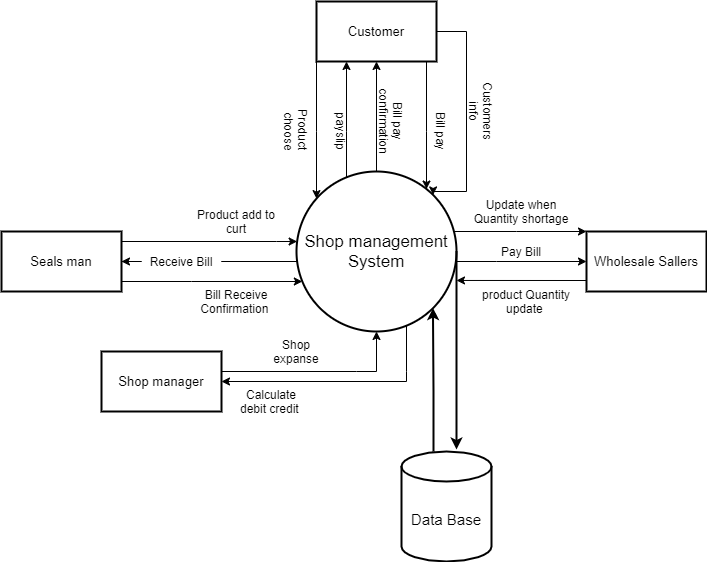 Customer
Product
choose
payslip
Bill pay
confirmation
Bill pay
Customers
info
Product add to
curt
Update when
Quantity shortage
Shop management
System
Seals man
Receive Bill
Pay Bill
Wholesale Sallers
Bill Receive
Confirmation
product Quantity
update
Shop
expanse
Shop manager
Calculate
debit credit
Data Base